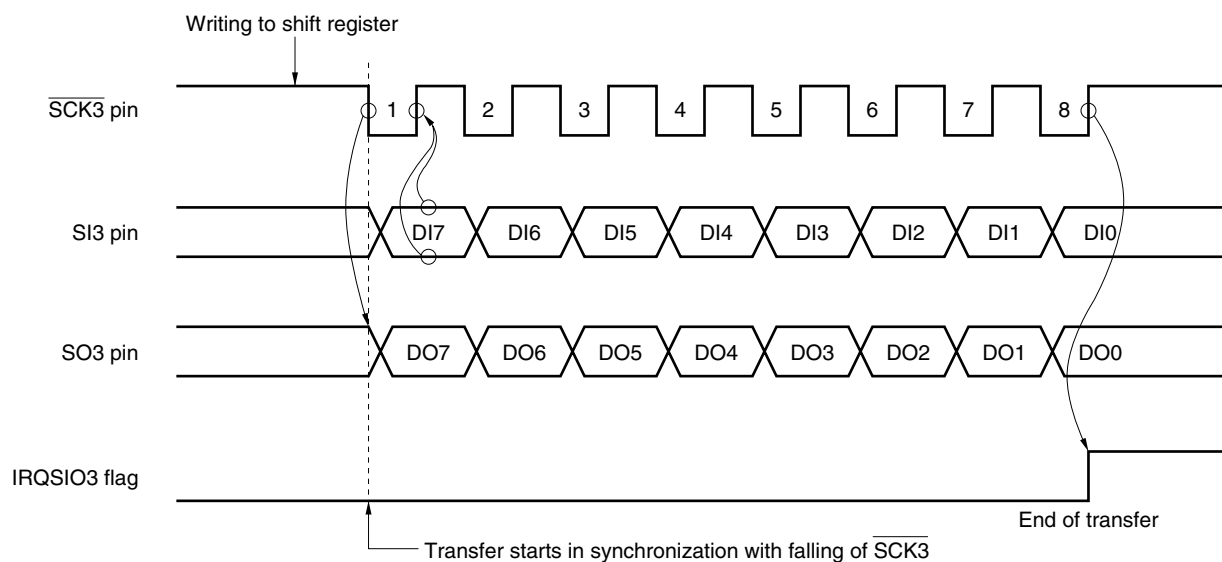 Writing to shift register
SCK3 pin
1 2 3 4 5 6 7 8
SI3 pin
DI7 DI6 DI5 DI4 DI3 DI2 DI1 DI0
SO3 pin
DO7 DO6 DO5 DO4 DO3 DO2 DO1 DO0
IRQSIO3 flag
End of transfer
Transfer starts in synchronization with falling of SCK3